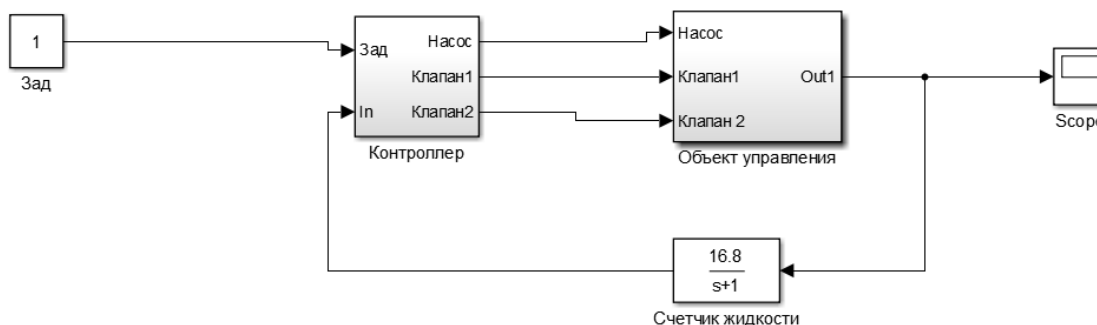 1
Зад
Зад
In
Насос
Клапан1
Клапан2
Контроллер
Насос
Клапан1
Клапан 2
Out1
Объект управления
Scope
16.8
s+1
Счетчик жидкости